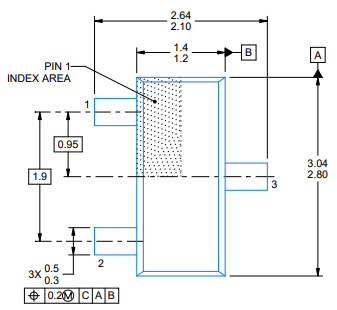 2.64
2.10
1.4
1.2
B
A
PIN 1
INDEX AREA
1
0.95
1.9
3
3.04
2.80
2
3X 0.5
0.3
⌖ 0.2Ⓜ C A B